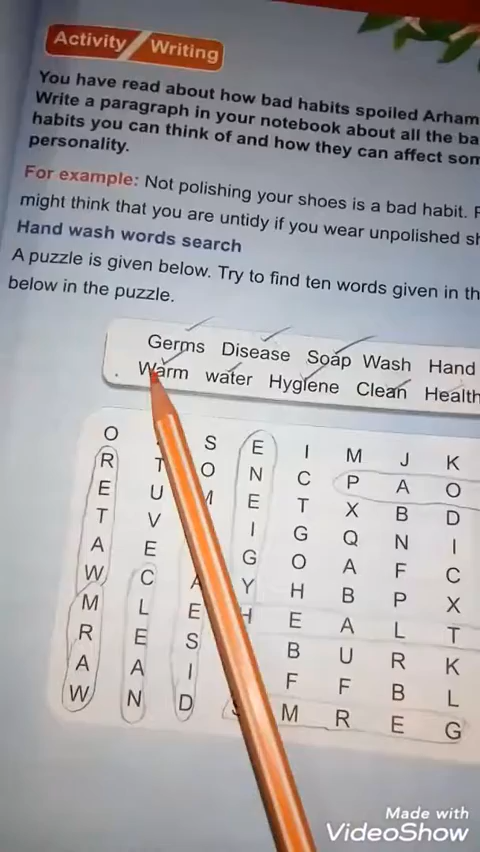 Activity Writing
You have read about how bad habits spoiled Arham
Write a paragraph in your notebook about all the ba
habits you can think of and how they can affect som
personality.
For example: Not polishing your shoes is a bad habit. P
might think that you are untidy if you wear unpolished sh
Hand wash words search
A puzzle is given below. Try to find ten words given in th
below in the puzzle.
Germs Disease Soap Wash Hand
Warm water Hygiene Clean Health
O S E I M J K
R T O N C P A O
E U M E T X B D
T V I G Q N I
A E G O A F C
W C A Y H B P X
M L E H E A L T
R E S B U R K
A A I F F B L
W N D S M R E G
Made with
VideoShow